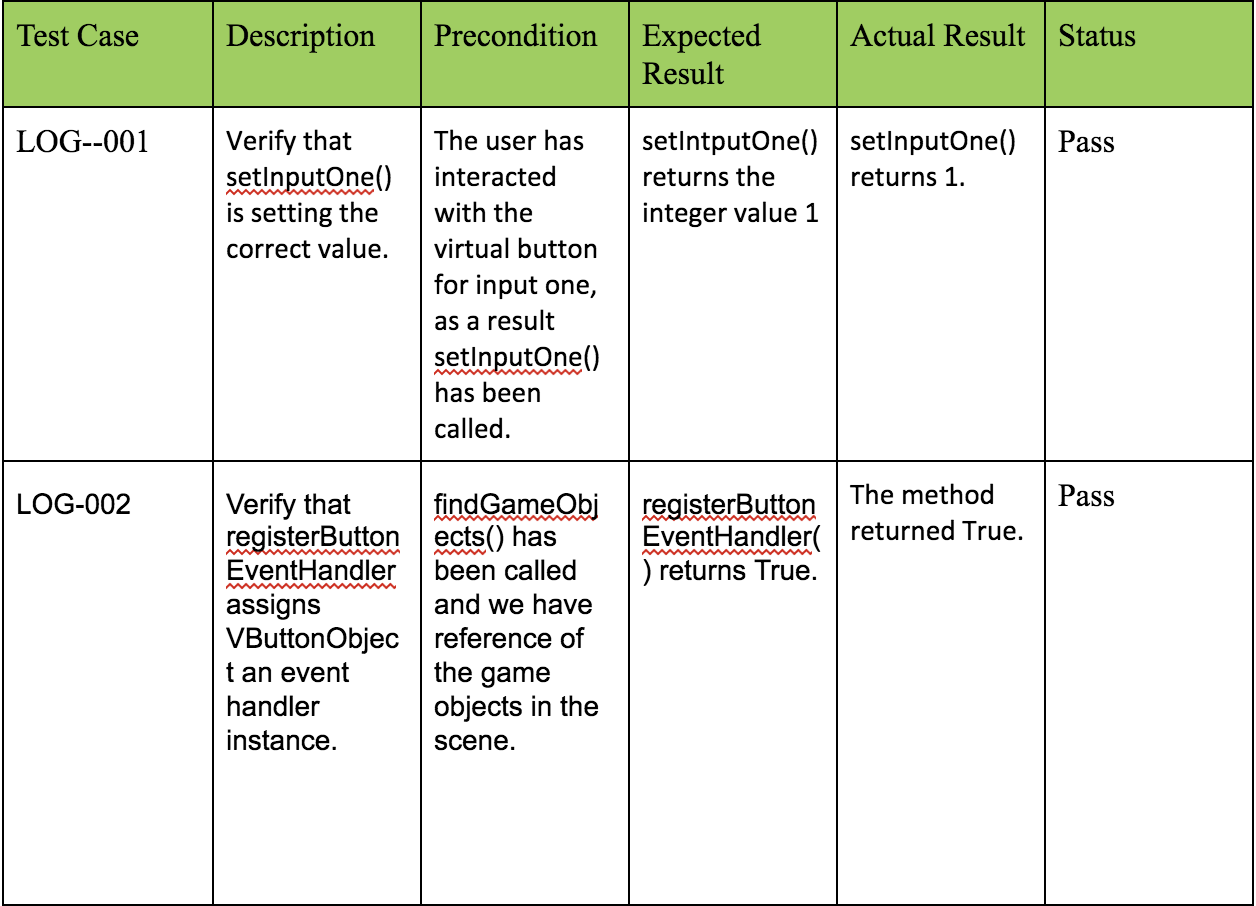 Test Case
Description
Precondition
Expected
Result
Actual Result
Status
LOG--001
Verify that
setInputOne()
is setting the
correct value.
The user has
interacted
with the
virtual button
for input one,
as a result
setInputOne()
has been
called.
setIntputOne()
returns the
integer value 1
setInputOne()
returns 1.
Pass
LOG-002
Verify that
registerButton
EventHandler
assigns
VButtonObjec
t an event
handler
instance.
findGameObj
ects() has
been called
and we have
reference of
the game
objects in the
scene.
registerButton
EventHandler(
) returns True.
The method
returned True.
Pass